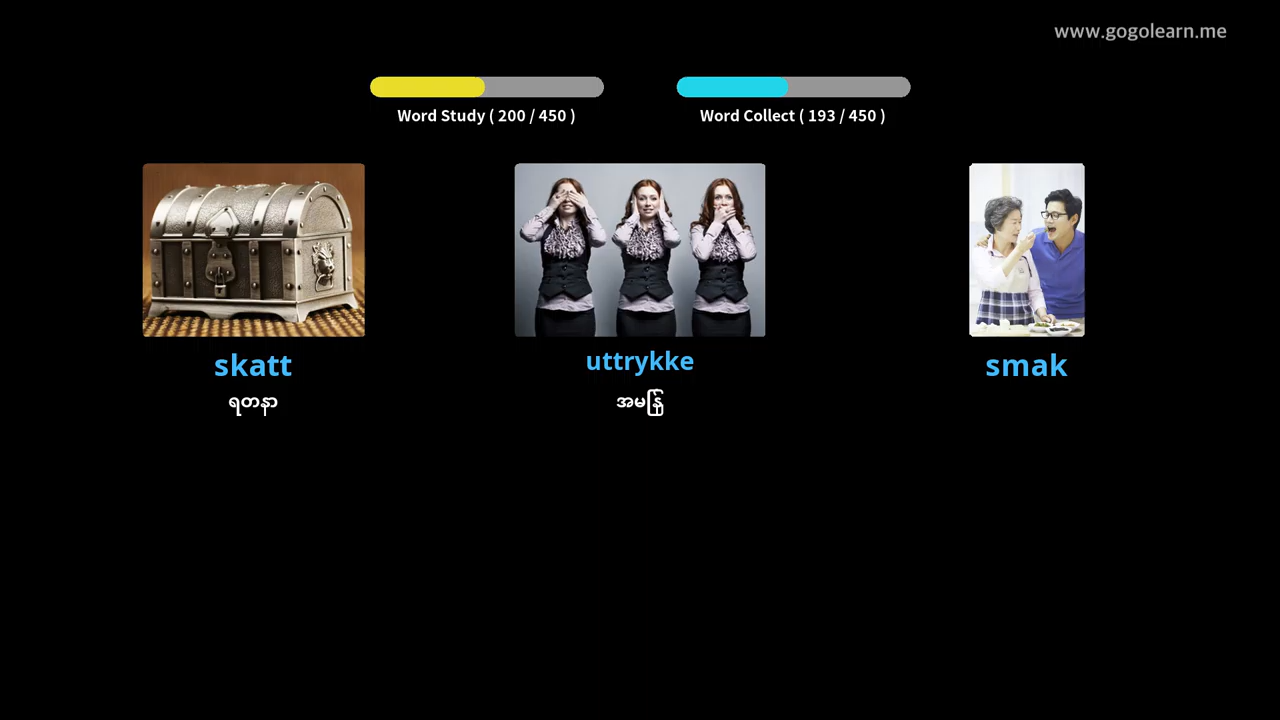 www.gogolearn.me
Word Study ( 200 / 450 )
Word Collect ( 193 / 450 )
skatt
uttrykke
smak
ရတနာ
အမန့်